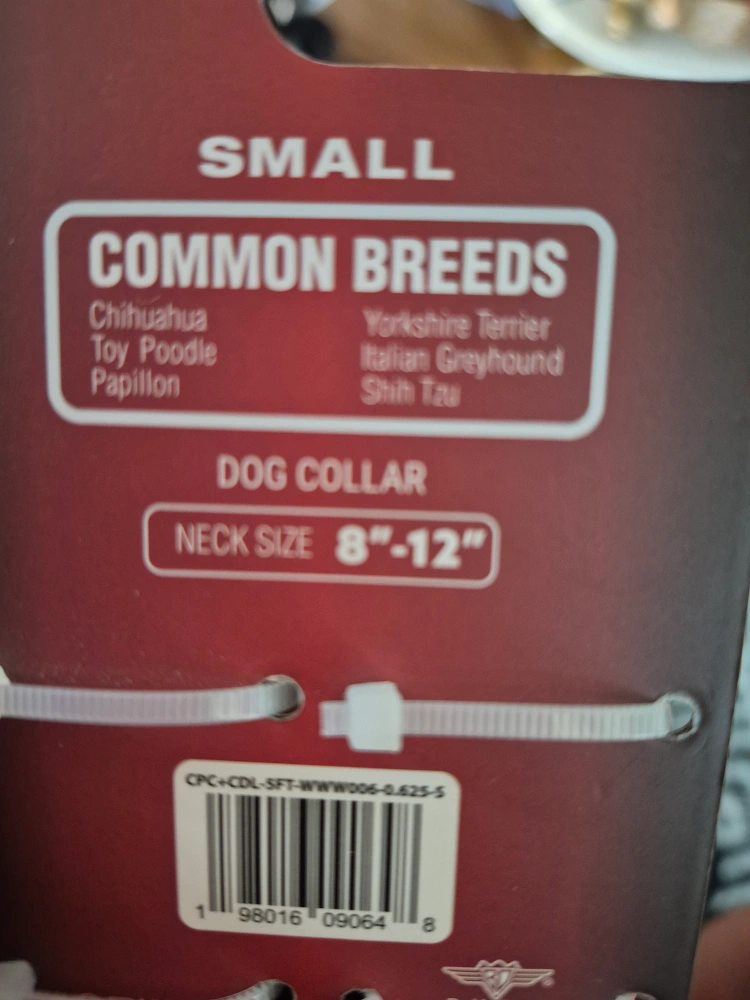 SMALL
COMMON BREEDS
Chihuahua
Toy Poodle
Papillon
Yorkshire Terrier
Italian Greyhound
Shih Tzu
DOG COLLAR
NECK SIZE 8"-12"
CPC+CDL-SFT-WWW006-0.625-S
1 98016 09064 8